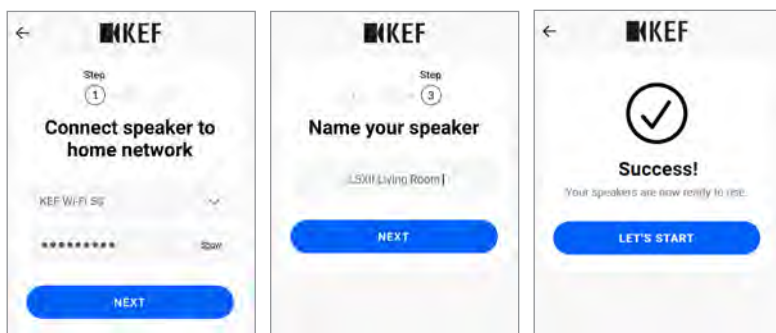 KEF
Step
1
Connect speaker to
home network
KEF Wi-Fi 5G
*********
Show
NEXT
KEF
Step
3
Name your speaker
LSXII Living Room
NEXT
KEF
Success!
Your speakers are now ready to use.
LET'S START